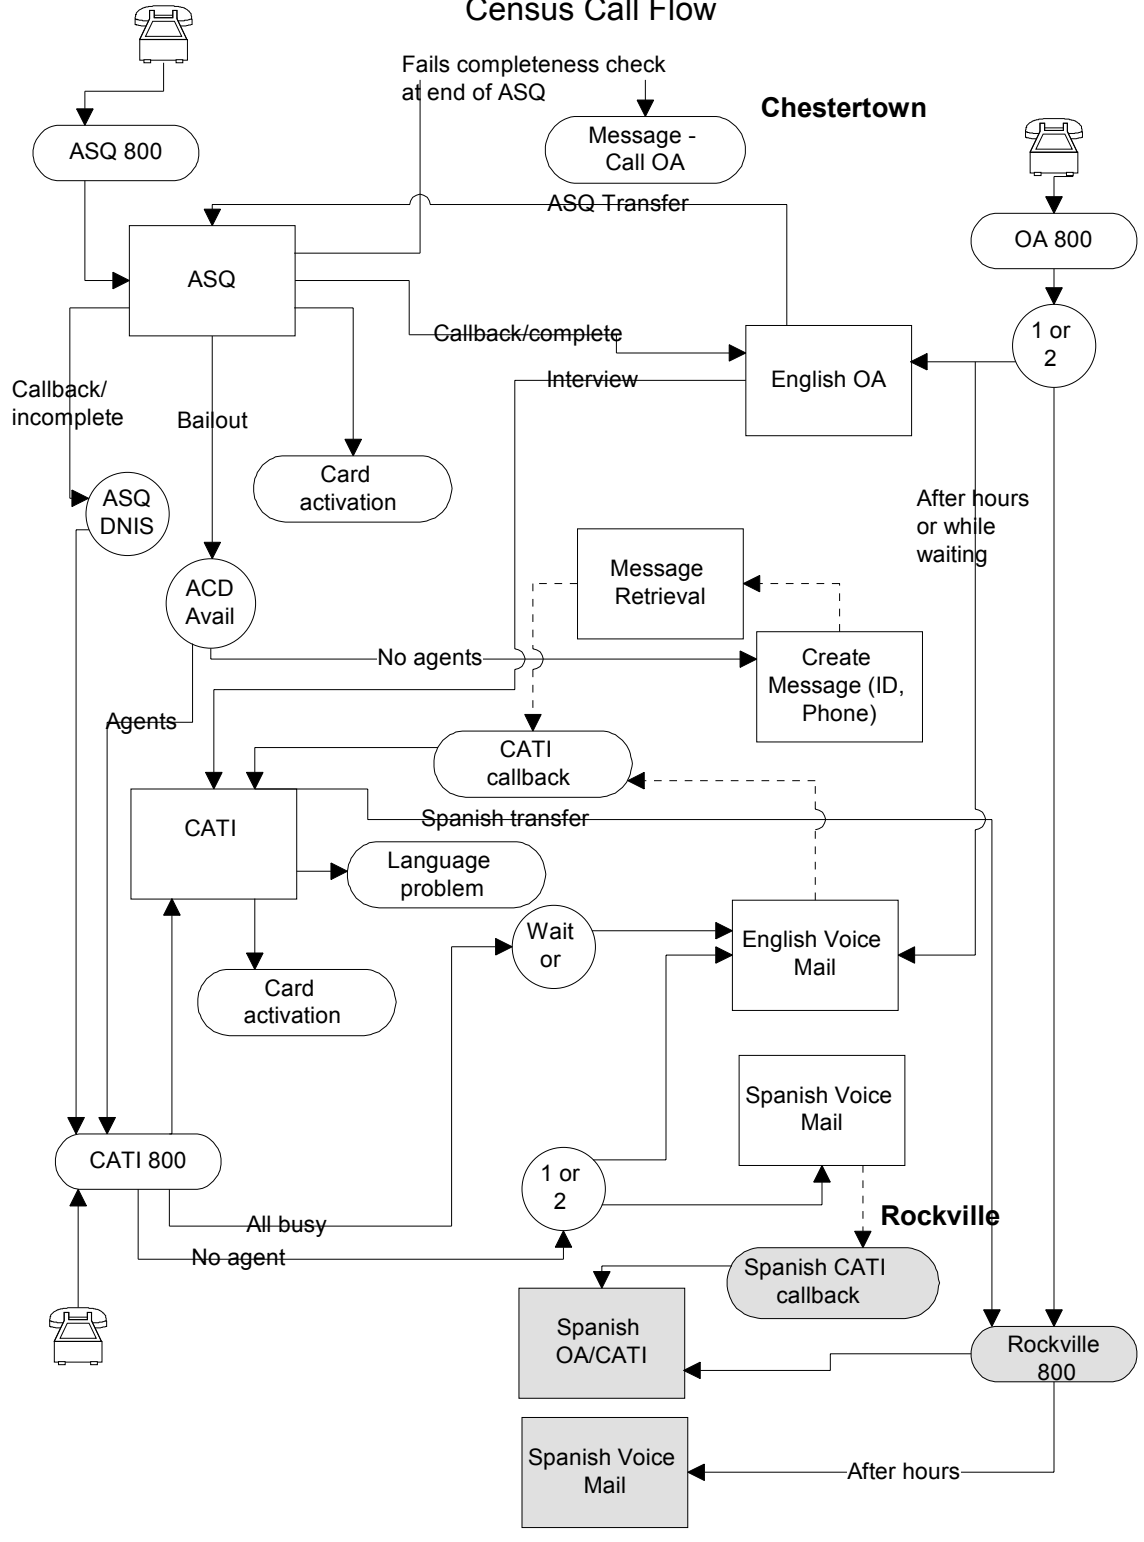 Census Call Flow
Fails completeness check
at end of ASQ
Chestertown
Message -
Call OA
ASQ 800
ASQ Transfer
OA 800
ASQ
1 or
2
Callback/complete
English OA
Interview
Callback/
incomplete
Bailout
Card
activation
ASQ
DNIS
After hours
or while
waiting
Message
Retrieval
ACD
Avail
No agents
Create
Message (ID,
Phone)
Agents
CATI
callback
CATI
Spanish transfer
Language
problem
Wait
or
English Voice
Mail
Card
activation
Spanish Voice
Mail
CATI 800
1 or
2
All busy
No agent
Rockville
Spanish CATI
callback
Spanish
OA/CATI
Rockville
800
Spanish Voice
Mail
After hours